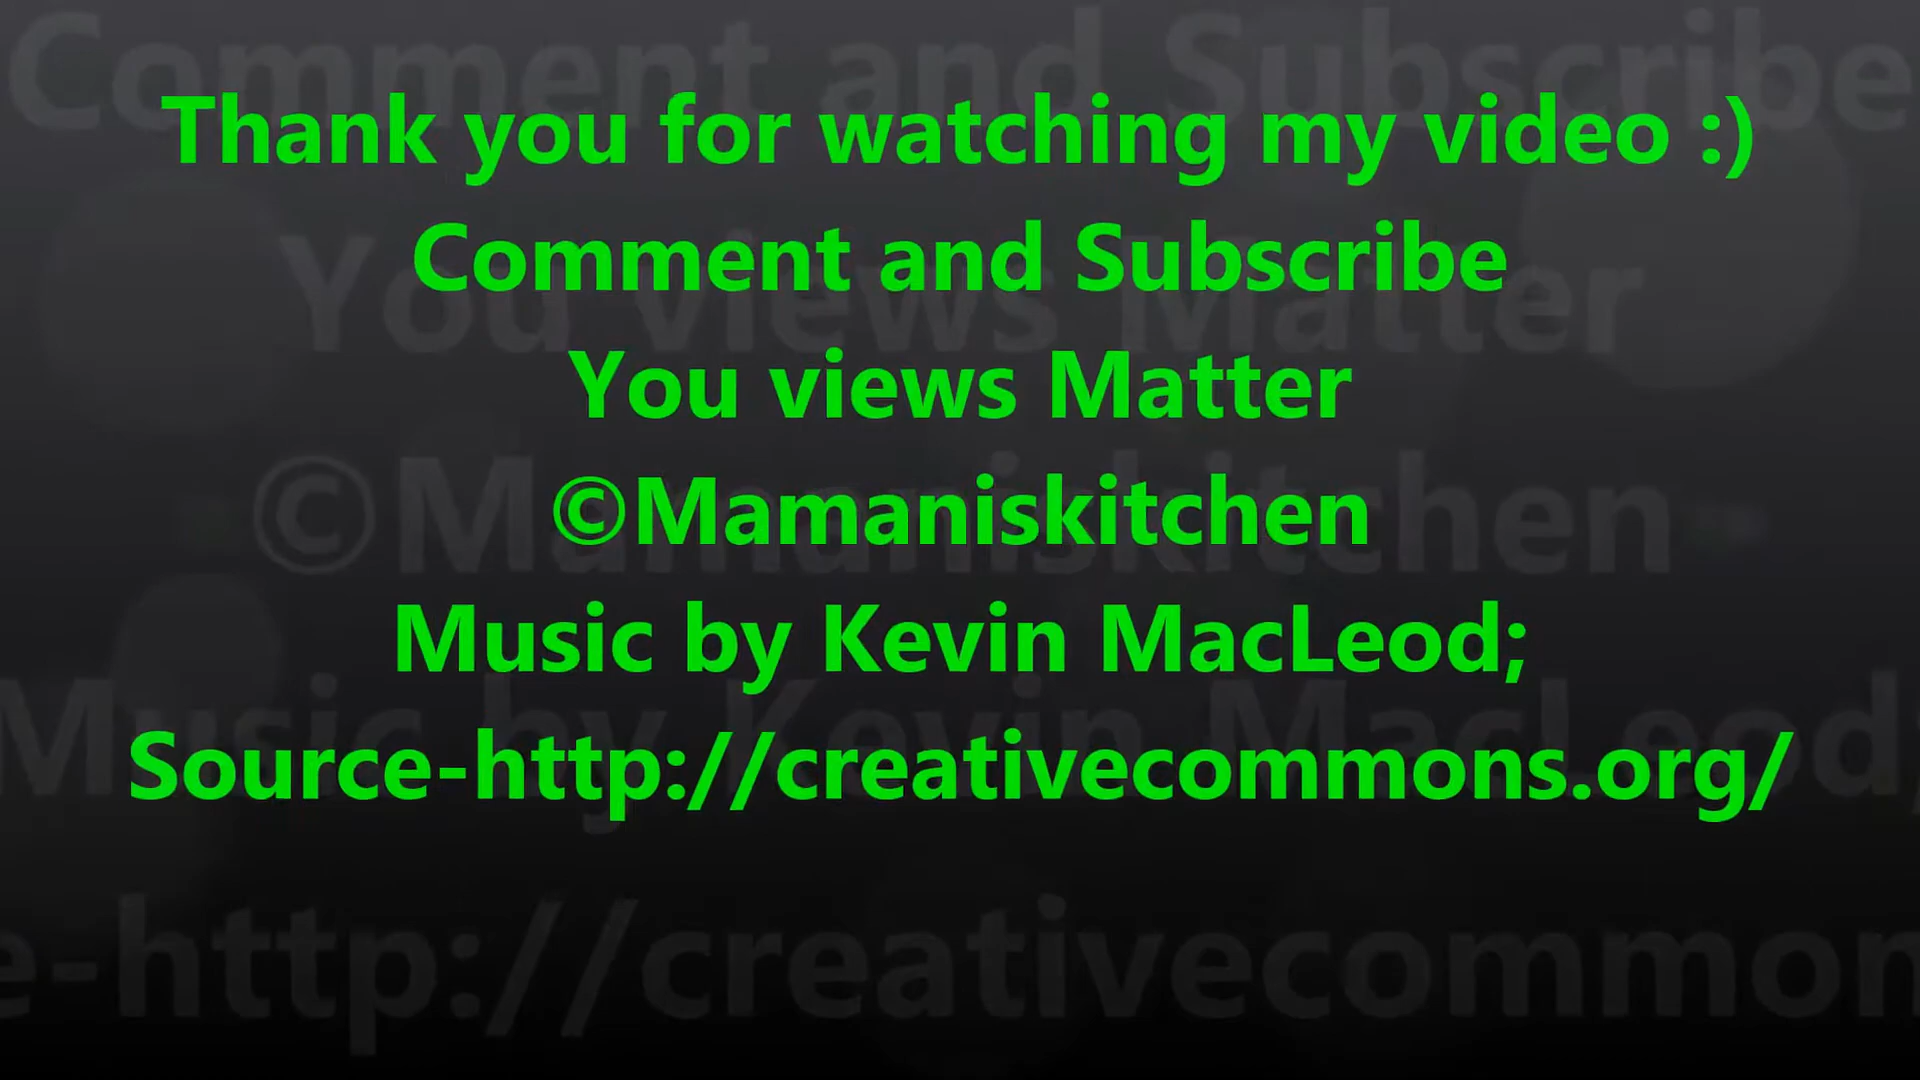 Thank you for watching my video :)
Comment and Subscribe
You views Matter
©Mamaniskitchen
Music by Kevin MacLeod;
Source-http://creativecommons.org/